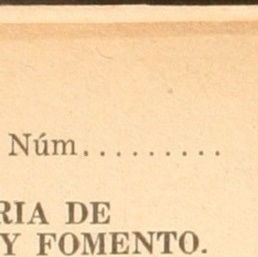 Núm.........
RIA DE
Y FOMENTO.